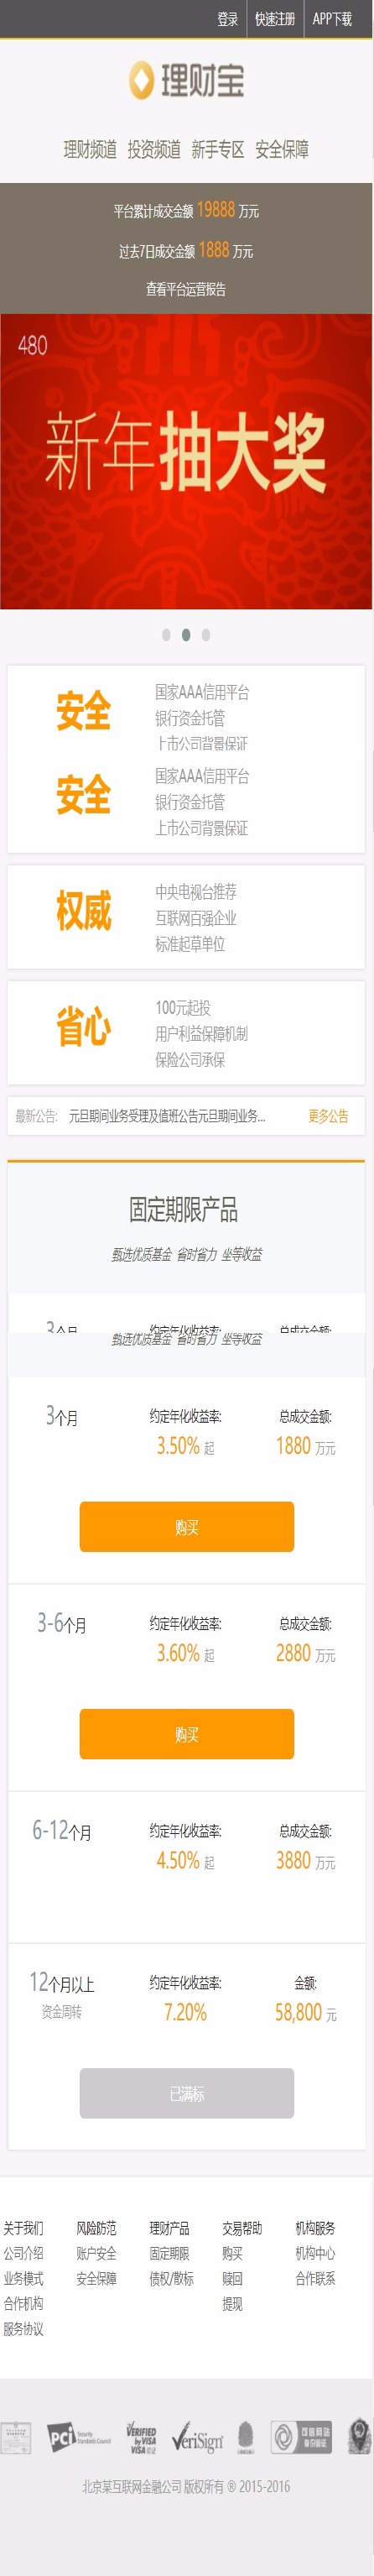 登录 快速注册 APP下载
理财宝
理财频道 投资频道 新手专区 安全保障
平台累计成交金额 19888 万元
过去7日成交金额 1888 万元
查看平台运营报告
480
新年抽大奖
安全
国家AAA信用平台
银行资金托管
上市公司背景保证
安全
国家AAA信用平台
银行资金托管
上市公司背景保证
权威
中央电视台推荐
互联网百强企业
标准起草单位
省心
100元起投
用户利益保障机制
保险公司承保
最新公告: 元旦期间业务受理及值班公告元旦期间业务... 更多公告
固定期限产品
甄选优质基金 省时省力 坐等收益
3个月 约定年化收益率: 总成交金额:
甄选优质基金 省时省力 坐等收益
3个月 约定年化收益率: 总成交金额:
3.50% 起 1880 万元
购买
3-6个月 约定年化收益率: 总成交金额:
3.60% 起 2880 万元
购买
6-12个月 约定年化收益率: 总成交金额:
4.50% 起 3880 万元
12个月以上 约定年化收益率: 金额:
资金周转 7.20% 58,800 元
已满标
关于我们 风险防范 理财产品 交易帮助 机构服务
公司介绍 账户安全 固定期限 购买 机构中心
业务模式 安全保障 债权/散标 赎回 合作联系
合作机构 提现
服务协议
PCI Security Standards Council VERIFIED by VISA 验证 VeriSign 可信网站 身份验证
北京某互联网金融公司 版权所有 ® 2015-2016